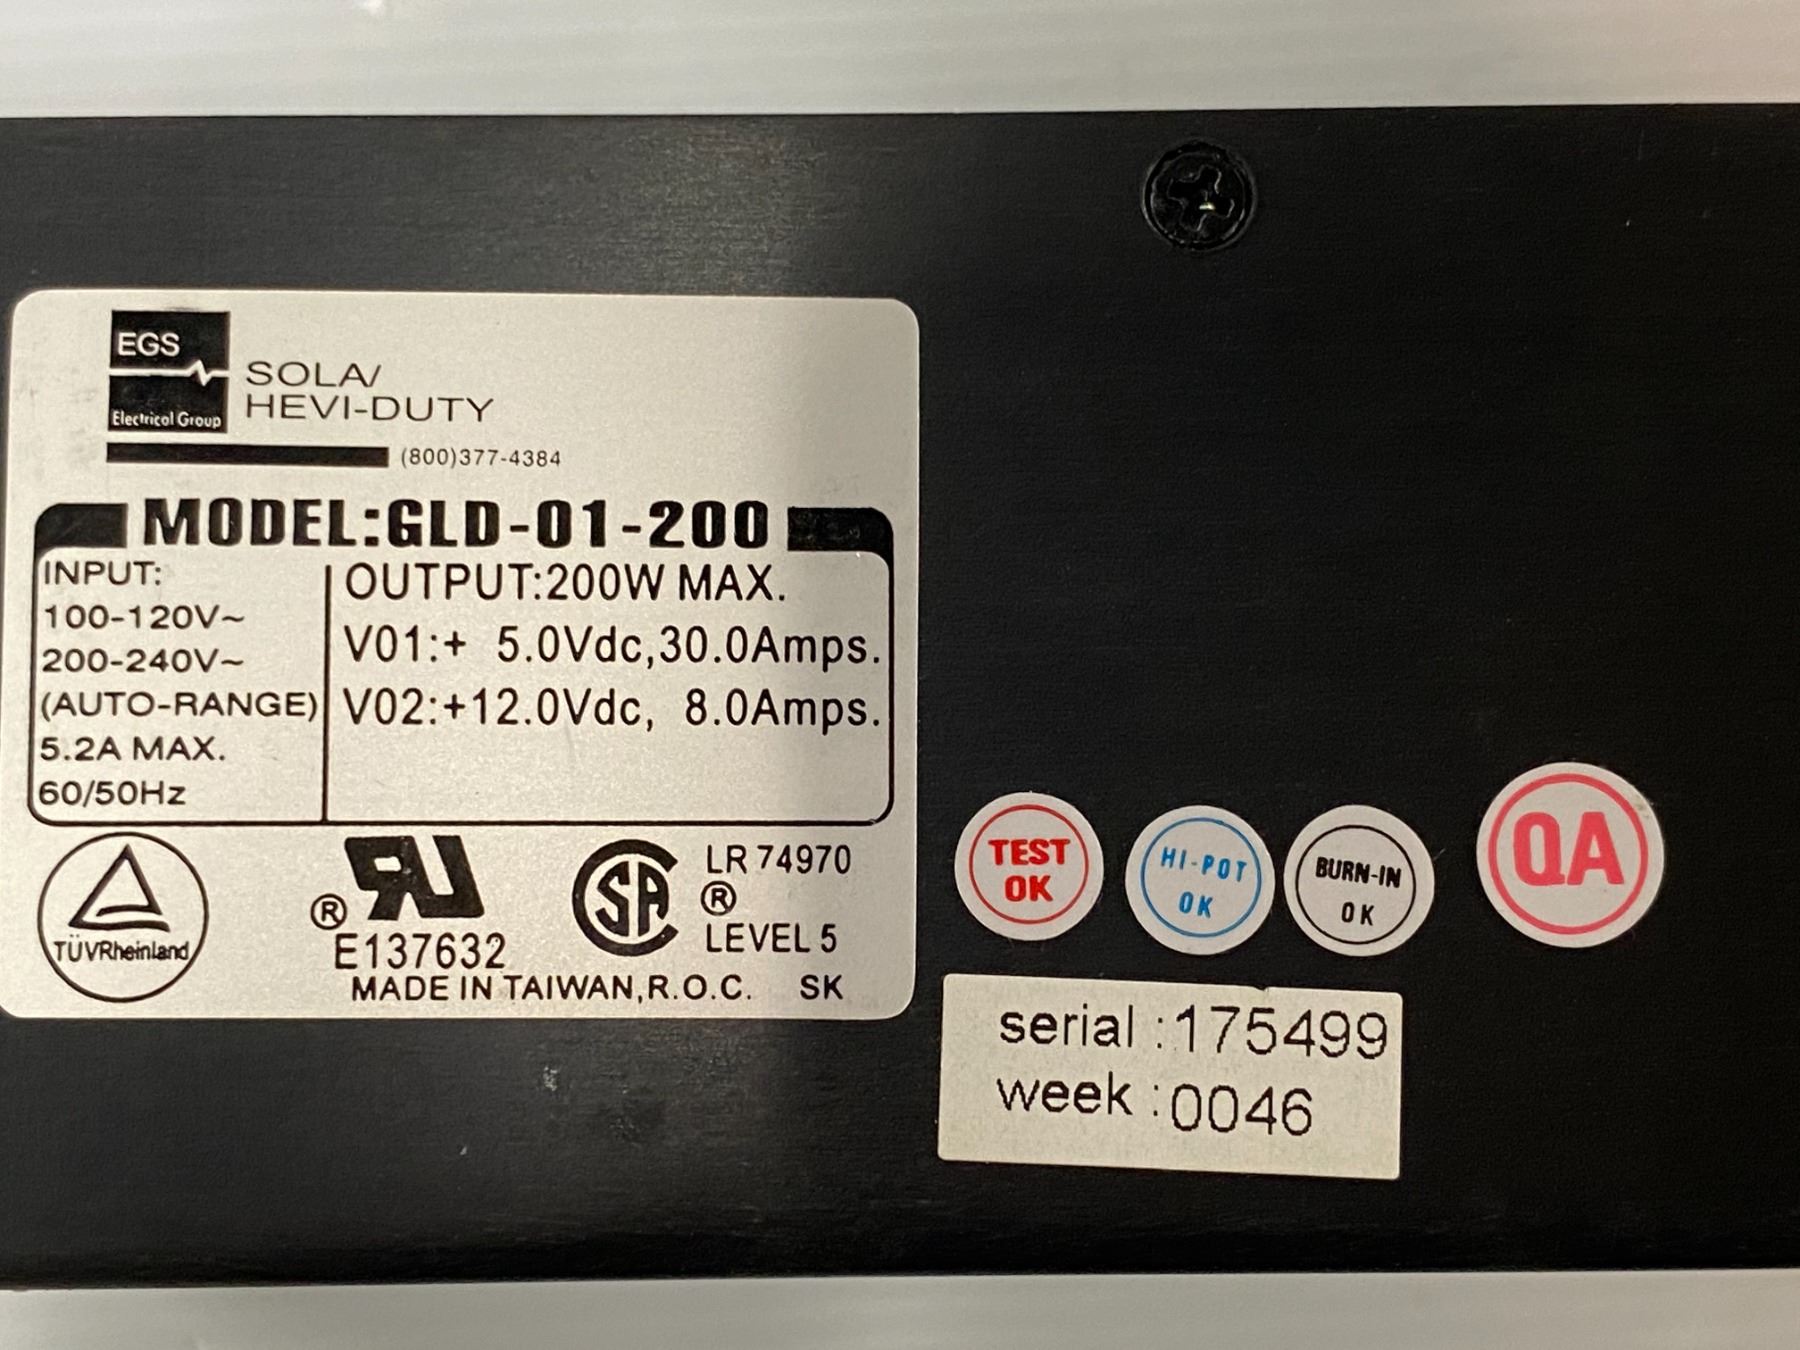 EGS
Electrical Group
SOLA/
HEVI-DUTY
(800)377-4384
MODEL:GLD-01-200
INPUT:
100-120V~
200-240V~
(AUTO-RANGE)
5.2A MAX.
60/50Hz
OUTPUT:200W MAX.
V01:+ 5.0Vdc,30.0Amps.
V02:+12.0Vdc, 8.0Amps.
TÜVRheinland
®
E137632
SA
LR 74970
®
LEVEL 5
MADE IN TAIWAN,R.O.C. SK
TEST
OK
HI-POT
OK
BURN-IN
OK
QA
serial :175499
week :0046